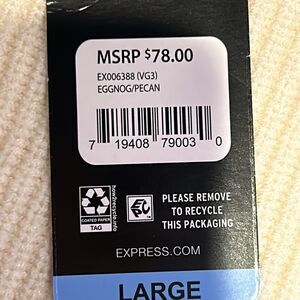 MSRP $78.00
EX006388 (VG3)
EGGNOG/PECAN
7 19408 79003 0
how2recycle.info
COATED PAPER
TAG
PLEASE REMOVE
TO RECYCLE
THIS PACKAGING
EXPRESS.COM
LARGE